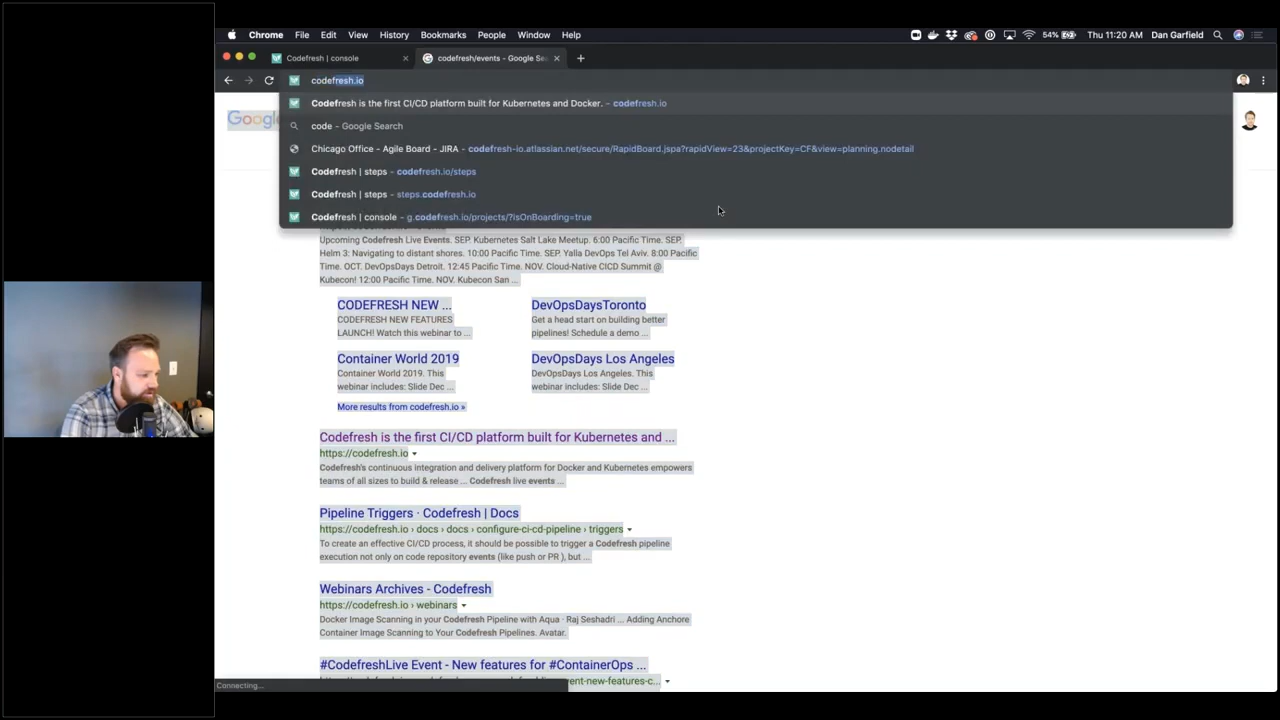 Chrome File Edit View History Bookmarks People Window Help 54% Thu 11:20 AM Dan Garfield
Codefresh | console
codefresh/events - Google Se
codefresh.io
Codefresh is the first CI/CD platform built for Kubernetes and Docker. - codefresh.io
code - Google Search
Chicago Office - Agile Board - JIRA - codefresh-io.atlassian.net/secure/RapidBoard.jspa?rapidView=23&projectKey=CF&view=planning.nodetail
Codefresh | steps - codefresh.io/steps
Codefresh | steps - steps.codefresh.io
Codefresh | console - g.codefresh.io/projects/?isOnBoarding=true
Google
Upcoming Codefresh Live Events. SEP. Kubernetes Salt Lake Meetup. 6:00 Pacific Time. SEP.
Helm 3: Navigating to distant shores. 10:00 Pacific Time. SEP. Yalla DevOps Tel Aviv. 8:00 Pacific
Time. OCT. DevOpsDays Detroit. 12:45 Pacific Time. NOV. Cloud-Native CICD Summit @
Kubecon! 12:00 Pacific Time. NOV. Kubecon San ...
CODEFRESH NEW ...
CODEFRESH NEW FEATURES
LAUNCH! Watch this webinar to ...
DevOpsDaysToronto
Get a head start on building better
pipelines! Schedule a demo ...
Container World 2019
Container World 2019. This
webinar includes: Slide Dec ...
DevOpsDays Los Angeles
DevOpsDays Los Angeles. This
webinar includes: Slide Dec ...
More results from codefresh.io »
Codefresh is the first CI/CD platform built for Kubernetes and ...
https://codefresh.io
Codefresh's continuous integration and delivery platform for Docker and Kubernetes empowers
teams of all sizes to build & release ... Codefresh live events ...
Pipeline Triggers · Codefresh | Docs
https://codefresh.io › docs › docs › configure-ci-cd-pipeline › triggers
To create an effective CI/CD process, it should be possible to trigger a Codefresh pipeline
execution not only on code repository events (like push or PR ), but ...
Webinars Archives - Codefresh
https://codefresh.io › webinars
Docker Image Scanning in your Codefresh Pipeline with Aqua · Raj Seshadri ... Adding Anchore
Container Image Scanning to Your Codefresh Pipelines. Avatar.
#CodefreshLive Event - New features for #ContainerOps ...
ent-new-features-c...
Connecting...